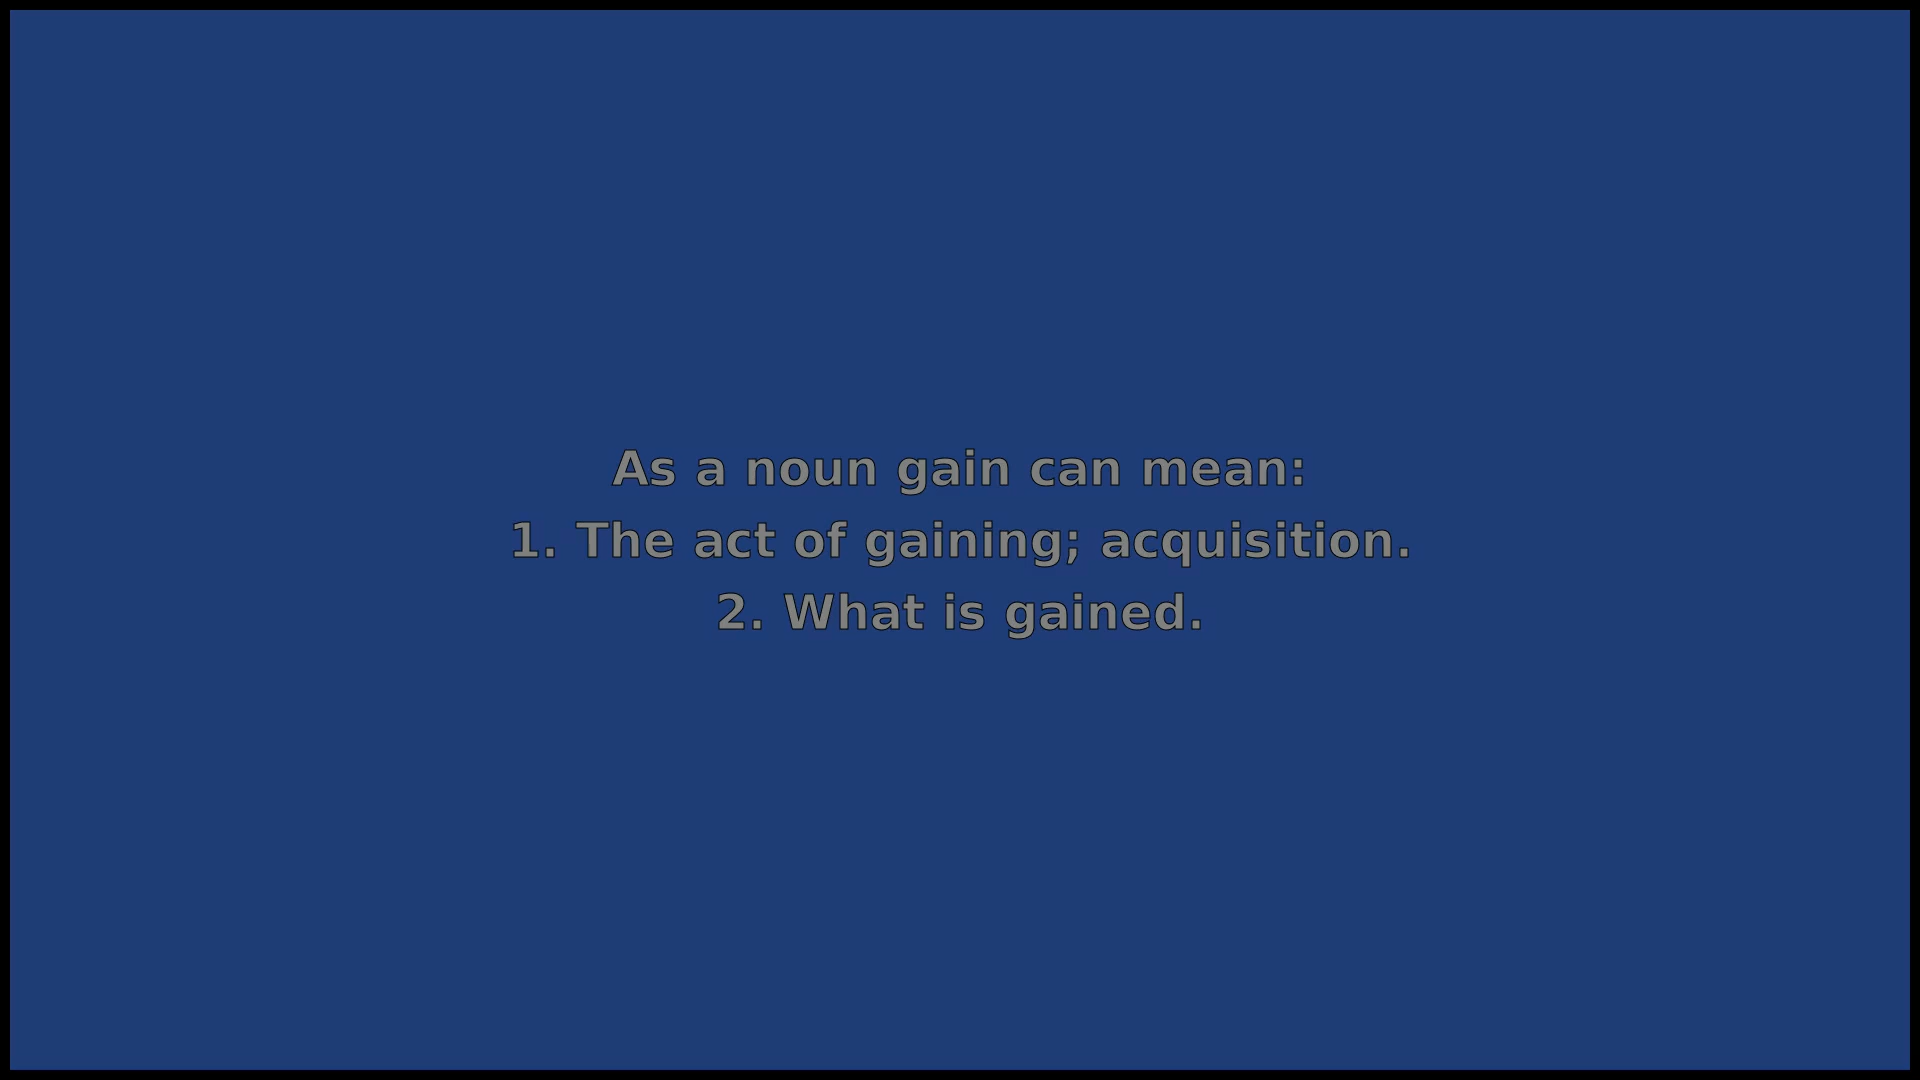 As a noun gain can mean:
1. The act of gaining; acquisition.
2. What is gained.